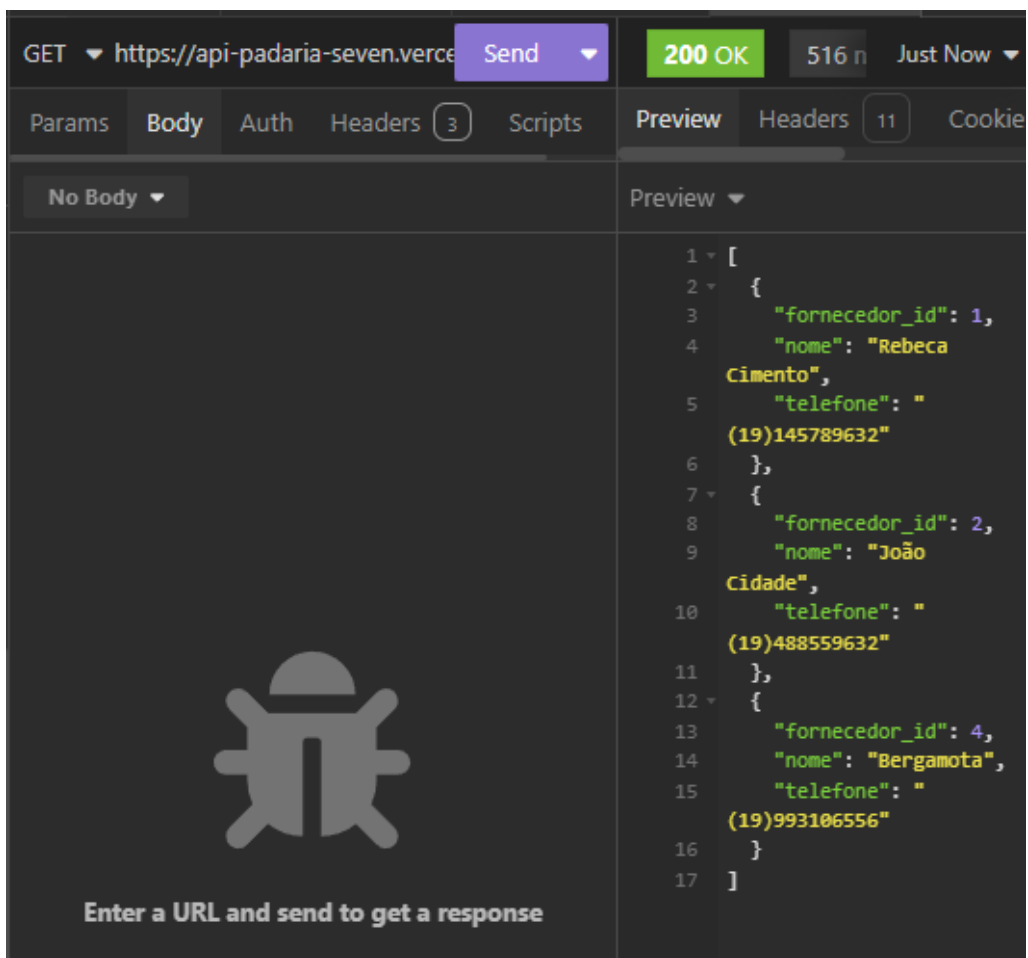 GET https://api-padaria-seven.verce Send 200 OK 516 Just Now
Params Body Auth Headers 3 Scripts Preview Headers 11 Cookie
No Body Preview
1 [
2 {
3 "fornecedor_id": 1,
4 "nome": "Rebeca
Cimento",
5 "telefone": "
(19)145789632"
6 },
7 {
8 "fornecedor_id": 2,
9 "nome": "João
Cidade",
10 "telefone": "
(19)488559632"
11 },
12 {
13 "fornecedor_id": 4,
14 "nome": "Bergamota",
15 "telefone": "
(19)993106556"
16 }
17 ]
Enter a URL and send to get a response